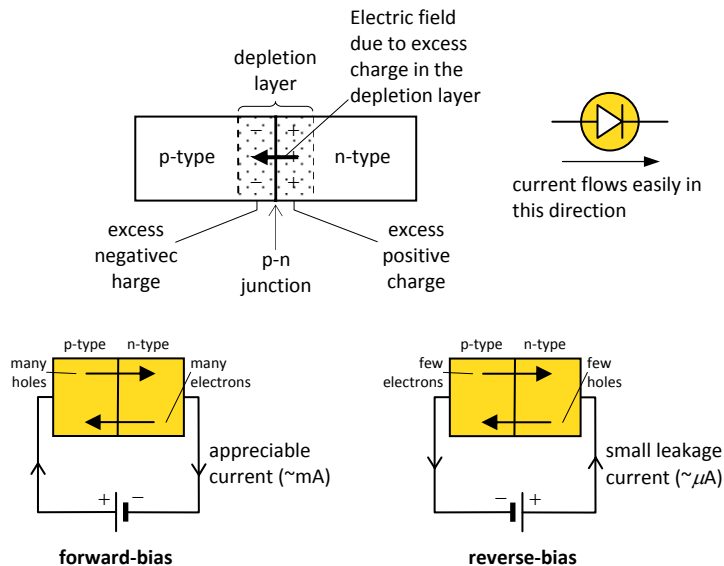 Electric field
due to excess
charge in the
depletion layer
depletion
layer
− +
p-type
n-type
− +
current flows easily in
this direction
excess
negativec
harge
p-n
junction
excess
positive
charge
p-type n-type
many
holes
many
electrons
appreciable
current (~mA)
+ −
forward-bias
p-type n-type
few
electrons
few
holes
small leakage
current (~μA)
− +
reverse-bias